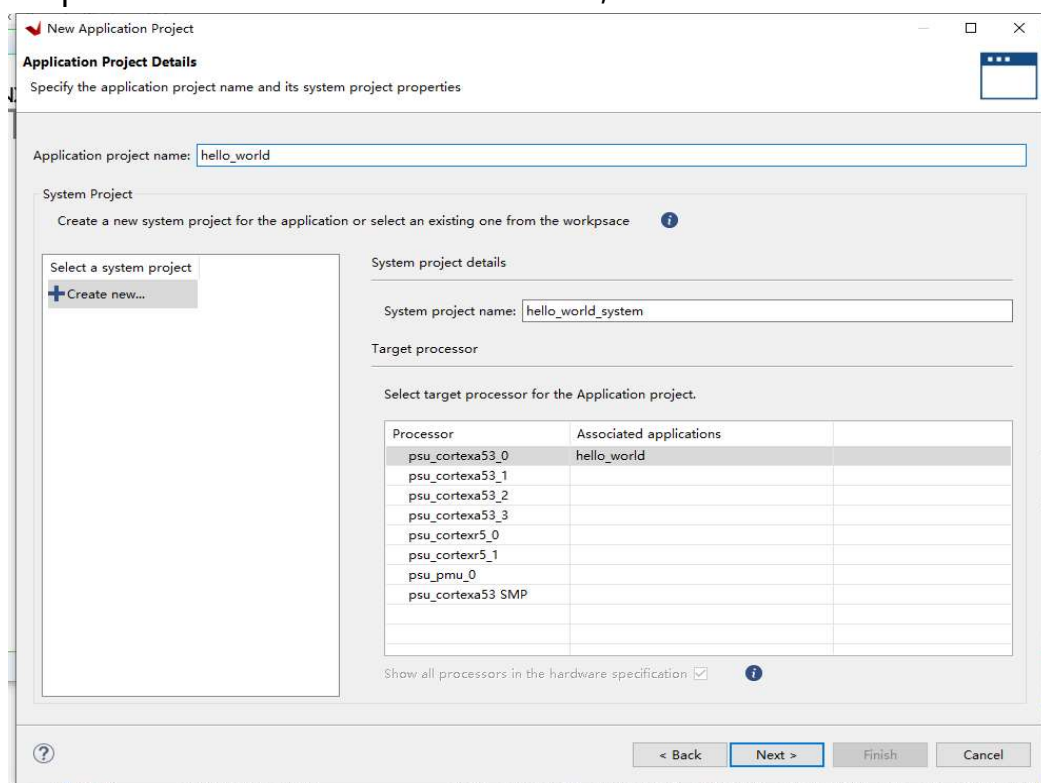 New Application Project
Application Project Details
Specify the application project name and its system project properties
Application project name: hello_world
System Project
Create a new system project for the application or select an existing one from the workpsace
Select a system project
Create new...
System project details
System project name: hello_world_system
Target processor
Select target processor for the Application project.
Processor Associated applications
psu_cortexa53_0 hello_world
psu_cortexa53_1
psu_cortexa53_2
psu_cortexa53_3
psu_cortexr5_0
psu_cortexr5_1
psu_pmu_0
psu_cortexa53 SMP
Show all processors in the hardware specification
< Back Next > Finish Cancel